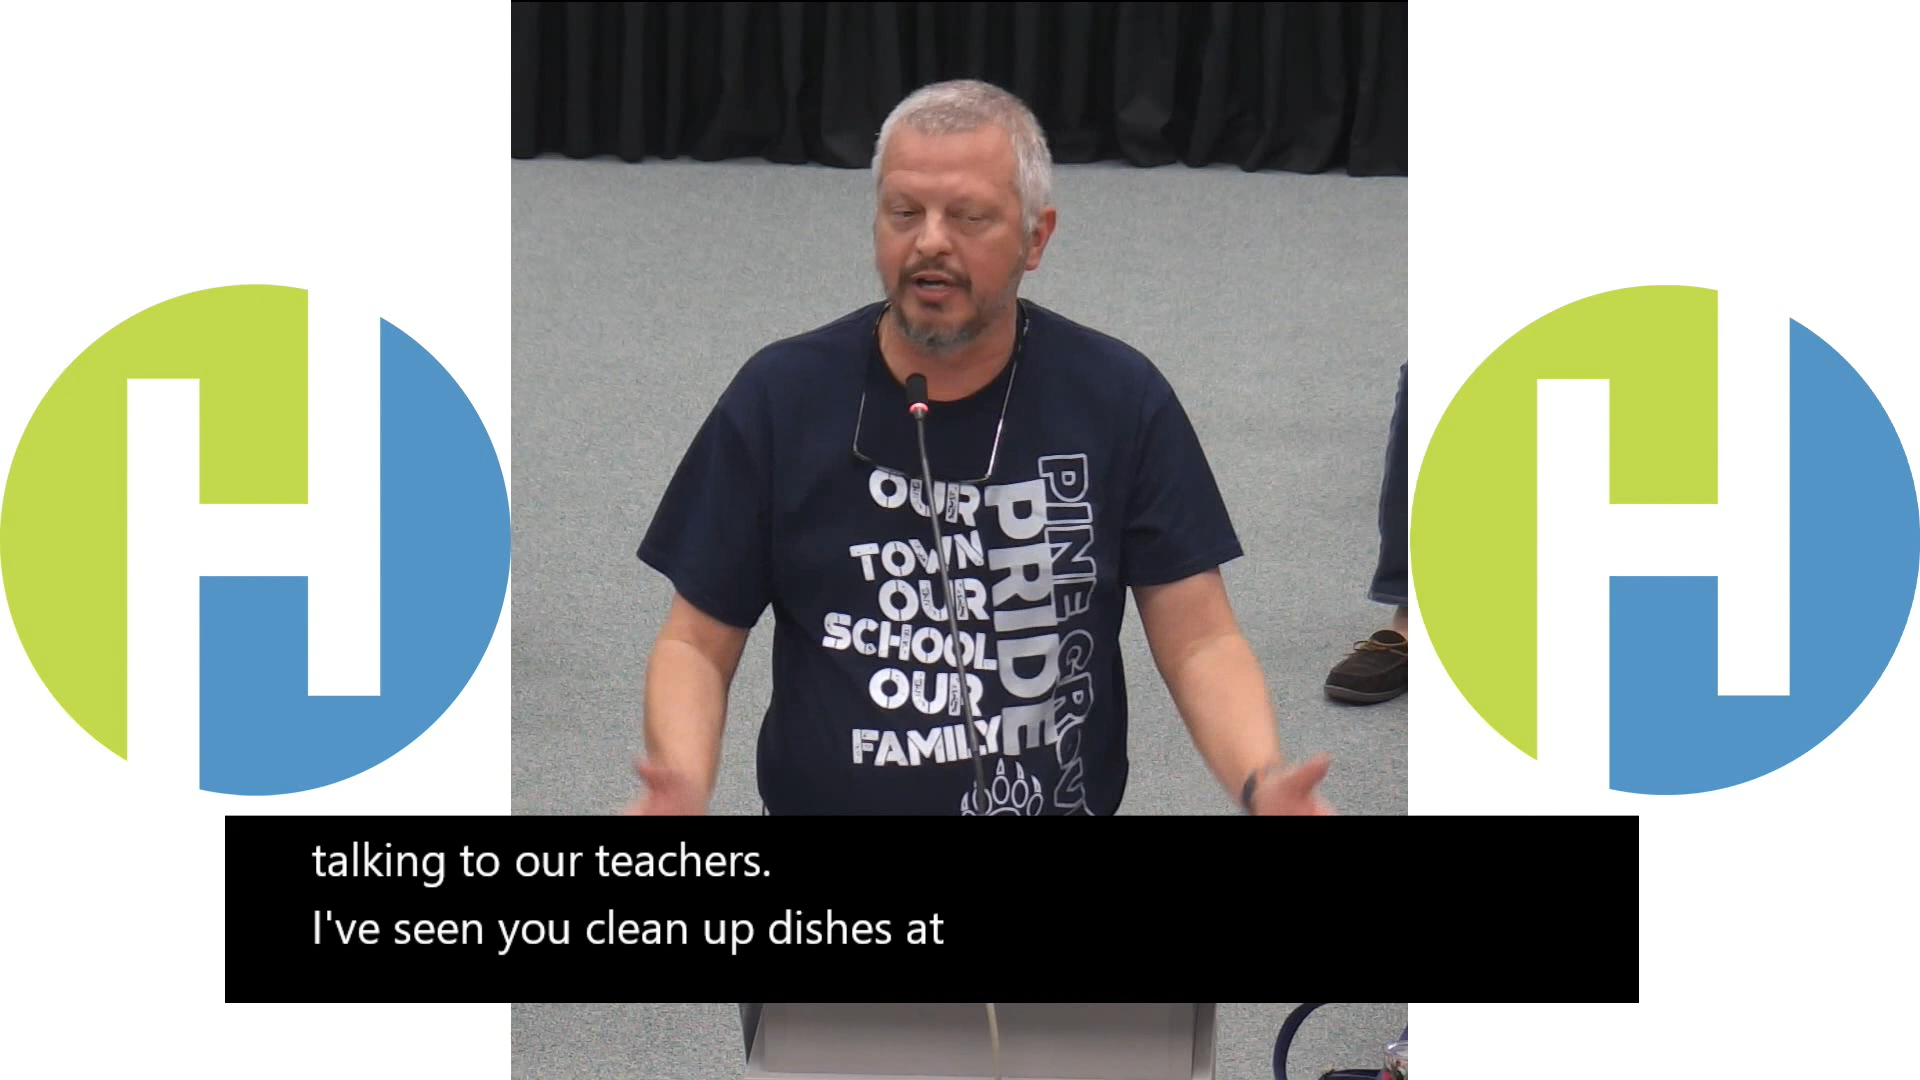 OUR
TOWN
OUR
SCHOOL
OUR
FAMILY
PRIDE
PINE GROVE
talking to our teachers.
I've seen you clean up dishes at